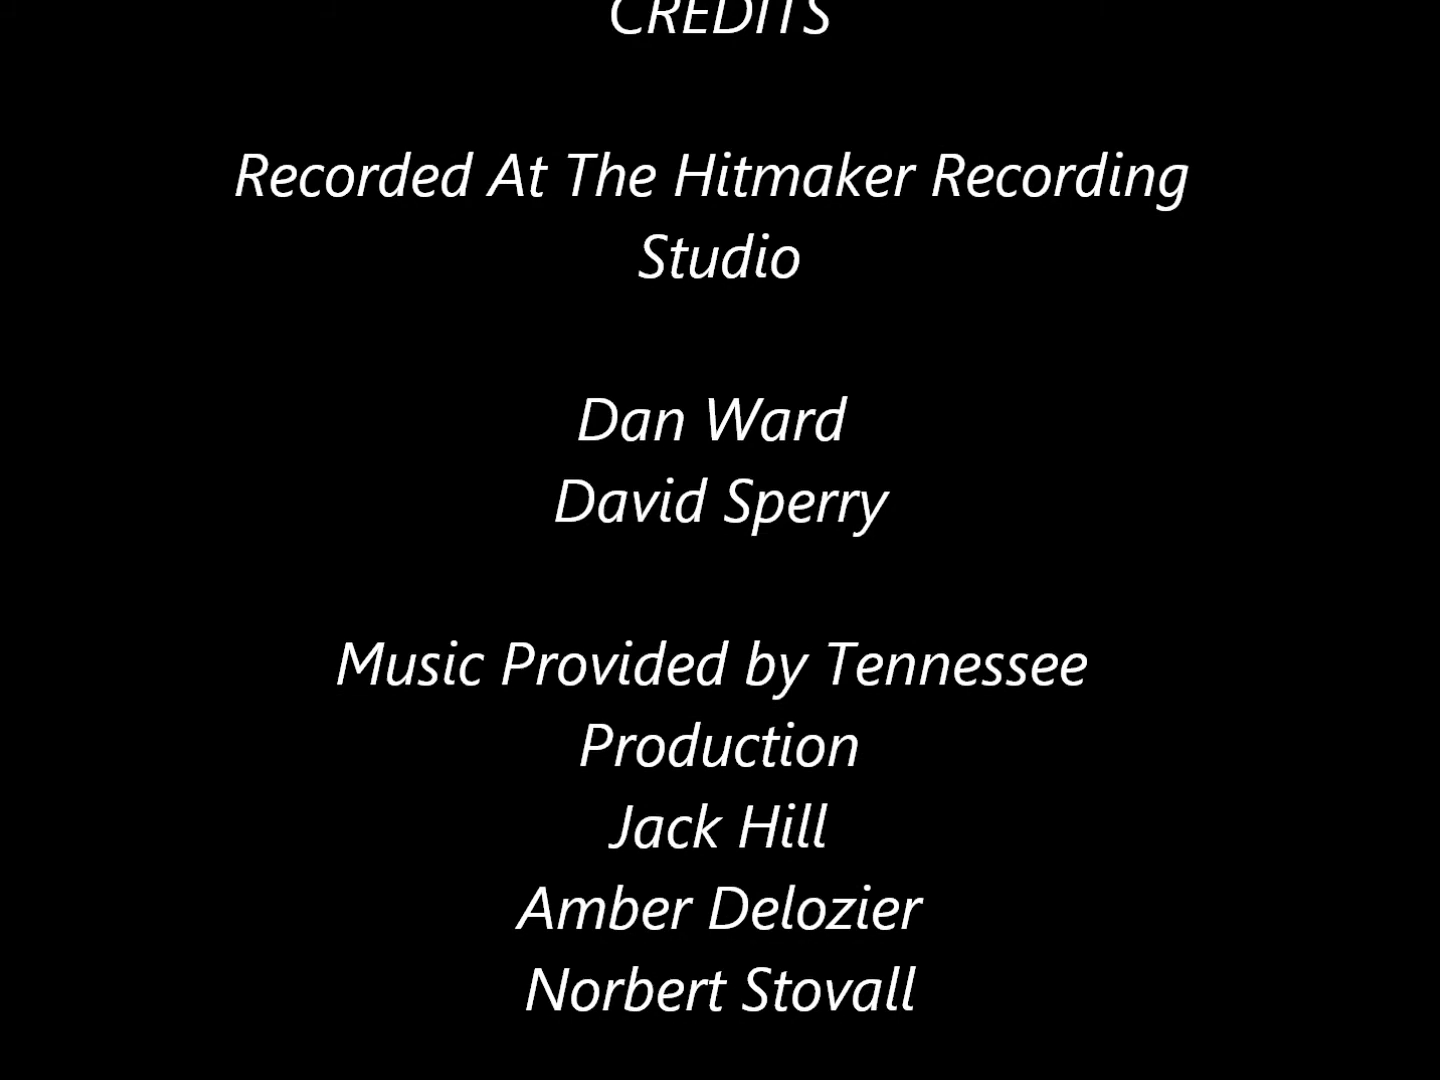 CREDITS
Recorded At The Hitmaker Recording
Studio
Dan Ward
David Sperry
Music Provided by Tennessee
Production
Jack Hill
Amber Delozier
Norbert Stovall